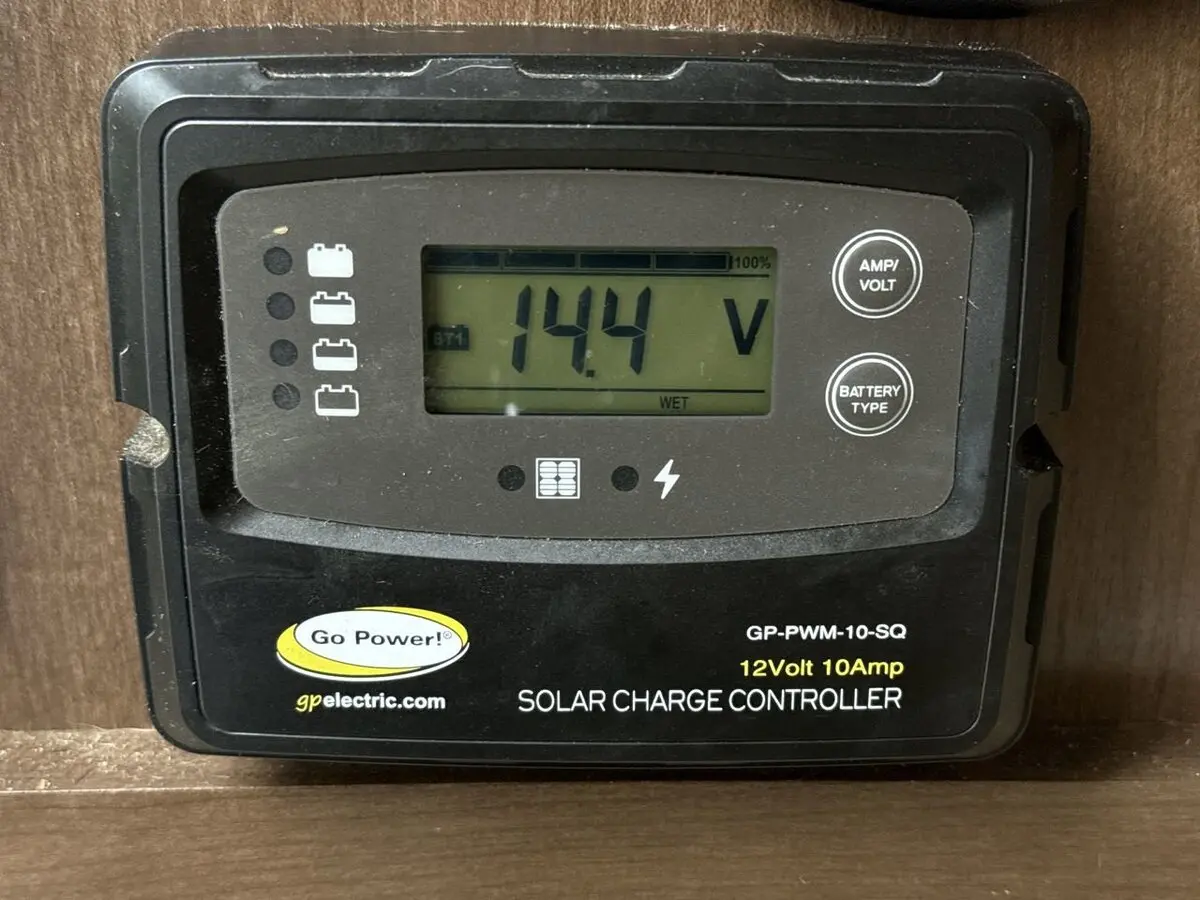 100%
BT1
14.4 V
WET
AMP/
VOLT
BATTERY
TYPE
Go Power!®
gpelectric.com
GP-PWM-10-SQ
12Volt 10Amp
SOLAR CHARGE CONTROLLER